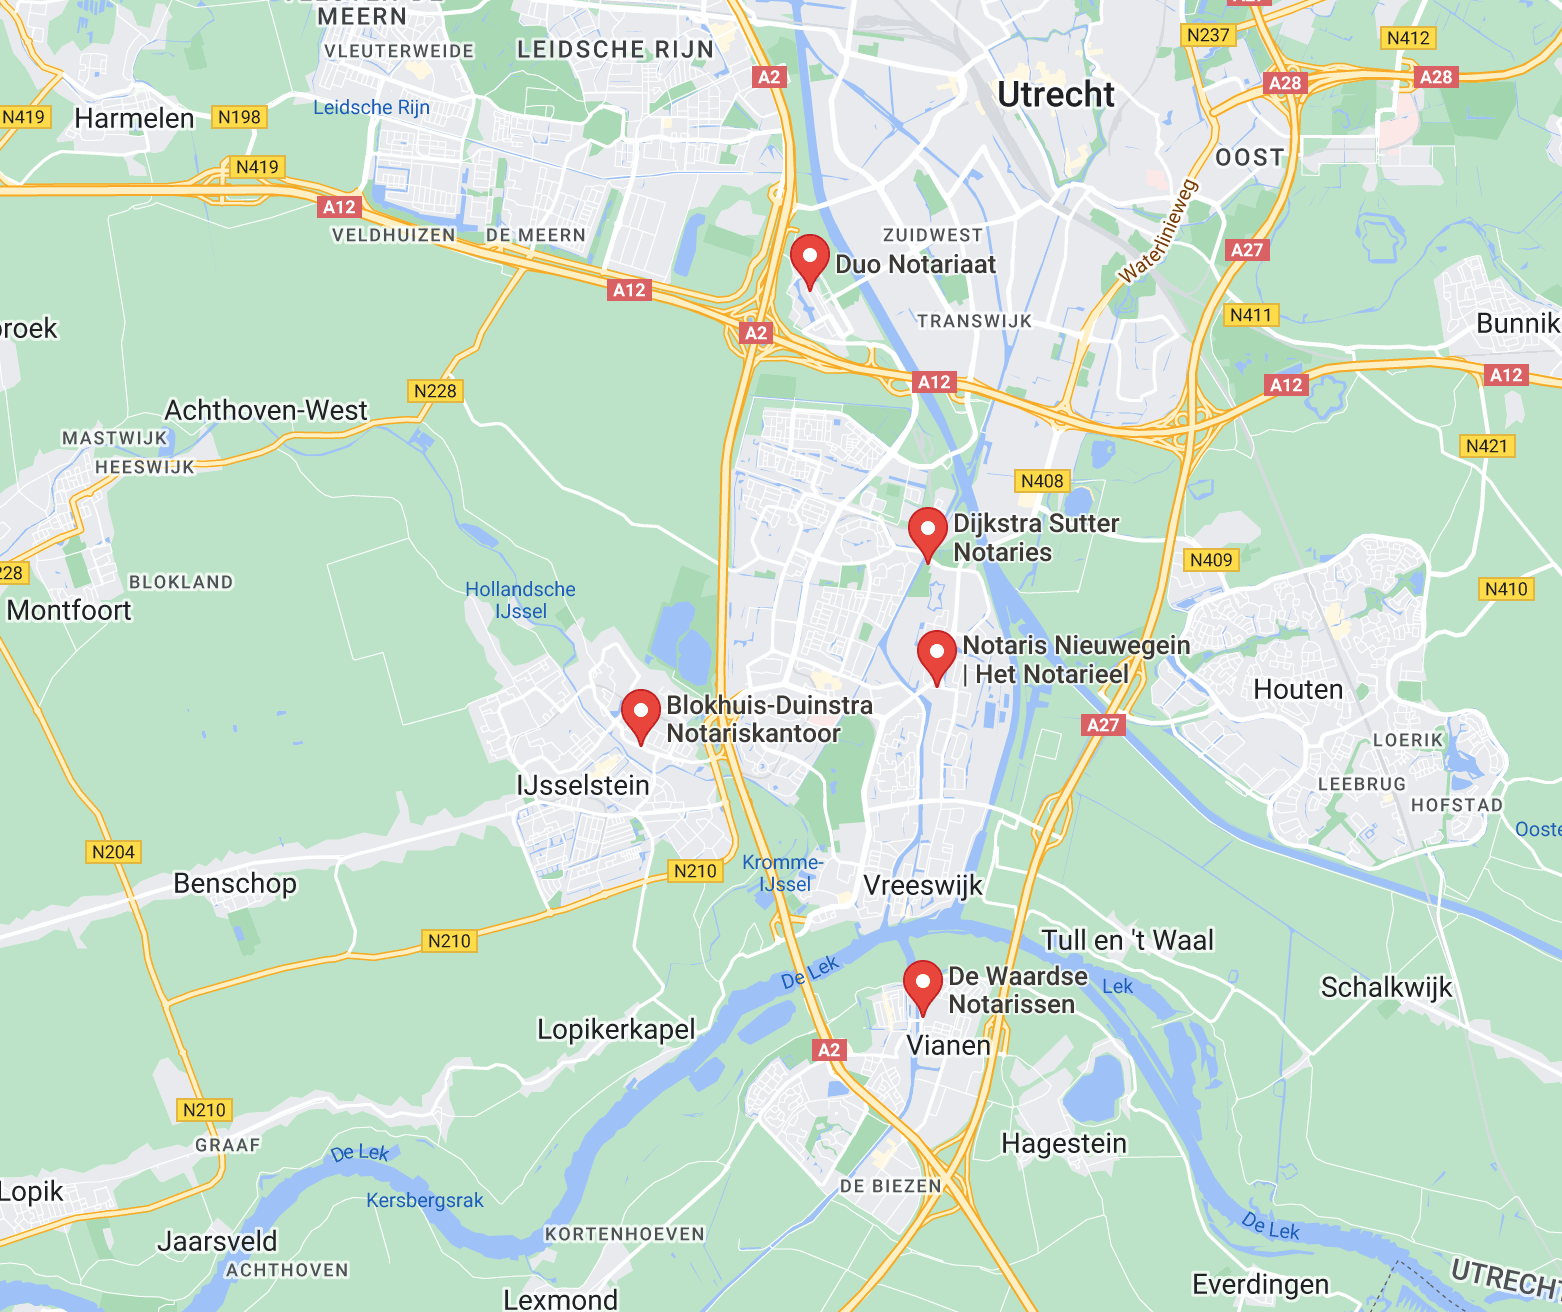 MEERN
VLEUTERWEIDE
LEIDSCHE RIJN
A2
N237
N412
A28
A28
Utrecht
Leidsche Rijn
N419
Harmelen
N198
N419
OOST
A12
VELDHUIZEN
DE MEERN
ZUIDWEST
Waterlinieweg
A27
Duo Notariaat
A12
N411
TRANSWIJK
A2
Bunnik
A12
A12
A12
N228
Achthoven-West
MASTWIJK
HEESWIJK
N421
N408
Dijkstra Sutter
Notaries
N409
BLOKLAND
Montfoort
Hollandsche
IJssel
N410
Notaris Nieuwegein
| Het Notarieel
Houten
Blokhuis-Duinstra
Notariskantoor
A27
LOERIK
IJsselstein
LEEBRUG
HOFSTAD
N204
Kromme-
IJssel
N210
Benschop
Vreeswijk
N210
Tull en 't Waal
De Lek
De Waardse
Notarissen
Lek
Schalkwijk
Lopikerkapel
Vianen
A2
N210
GRAAF
De Lek
Hagestein
Lopik
Kersbergsrak
DE BIEZEN
De Lek
KORTENHOEVEN
Jaarsveld
ACHTHOVEN
Everdingen
UTRECHT
Lexmond